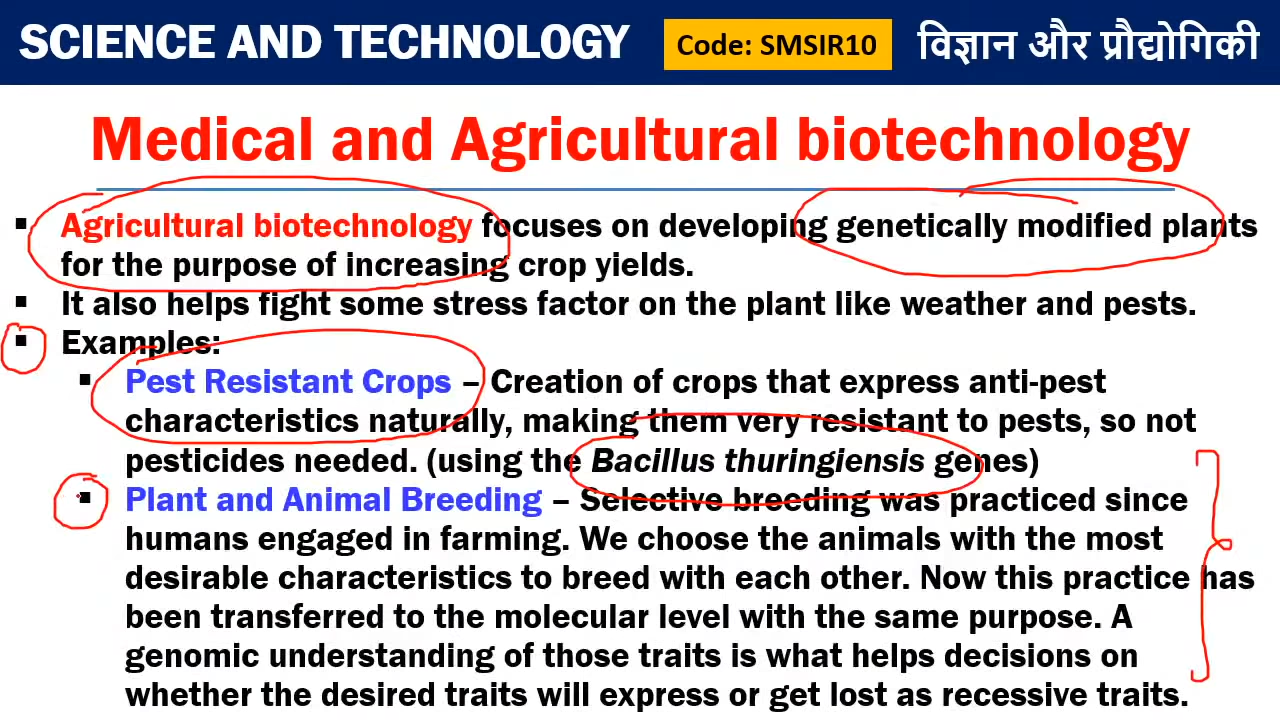 SCIENCE AND TECHNOLOGY Code: SMSIR10 विज्ञान और प्रौद्योगिकी
Medical and Agricultural biotechnology
▪ Agricultural biotechnology focuses on developing genetically modified plants
for the purpose of increasing crop yields.
▪ It also helps fight some stress factor on the plant like weather and pests.
▪ Examples:
▪ Pest Resistant Crops – Creation of crops that express anti-pest
characteristics naturally, making them very resistant to pests, so not
pesticides needed. (using the Bacillus thuringiensis genes)
▪ Plant and Animal Breeding – Selective breeding was practiced since
humans engaged in farming. We choose the animals with the most
desirable characteristics to breed with each other. Now this practice has
been transferred to the molecular level with the same purpose. A
genomic understanding of those traits is what helps decisions on
whether the desired traits will express or get lost as recessive traits.